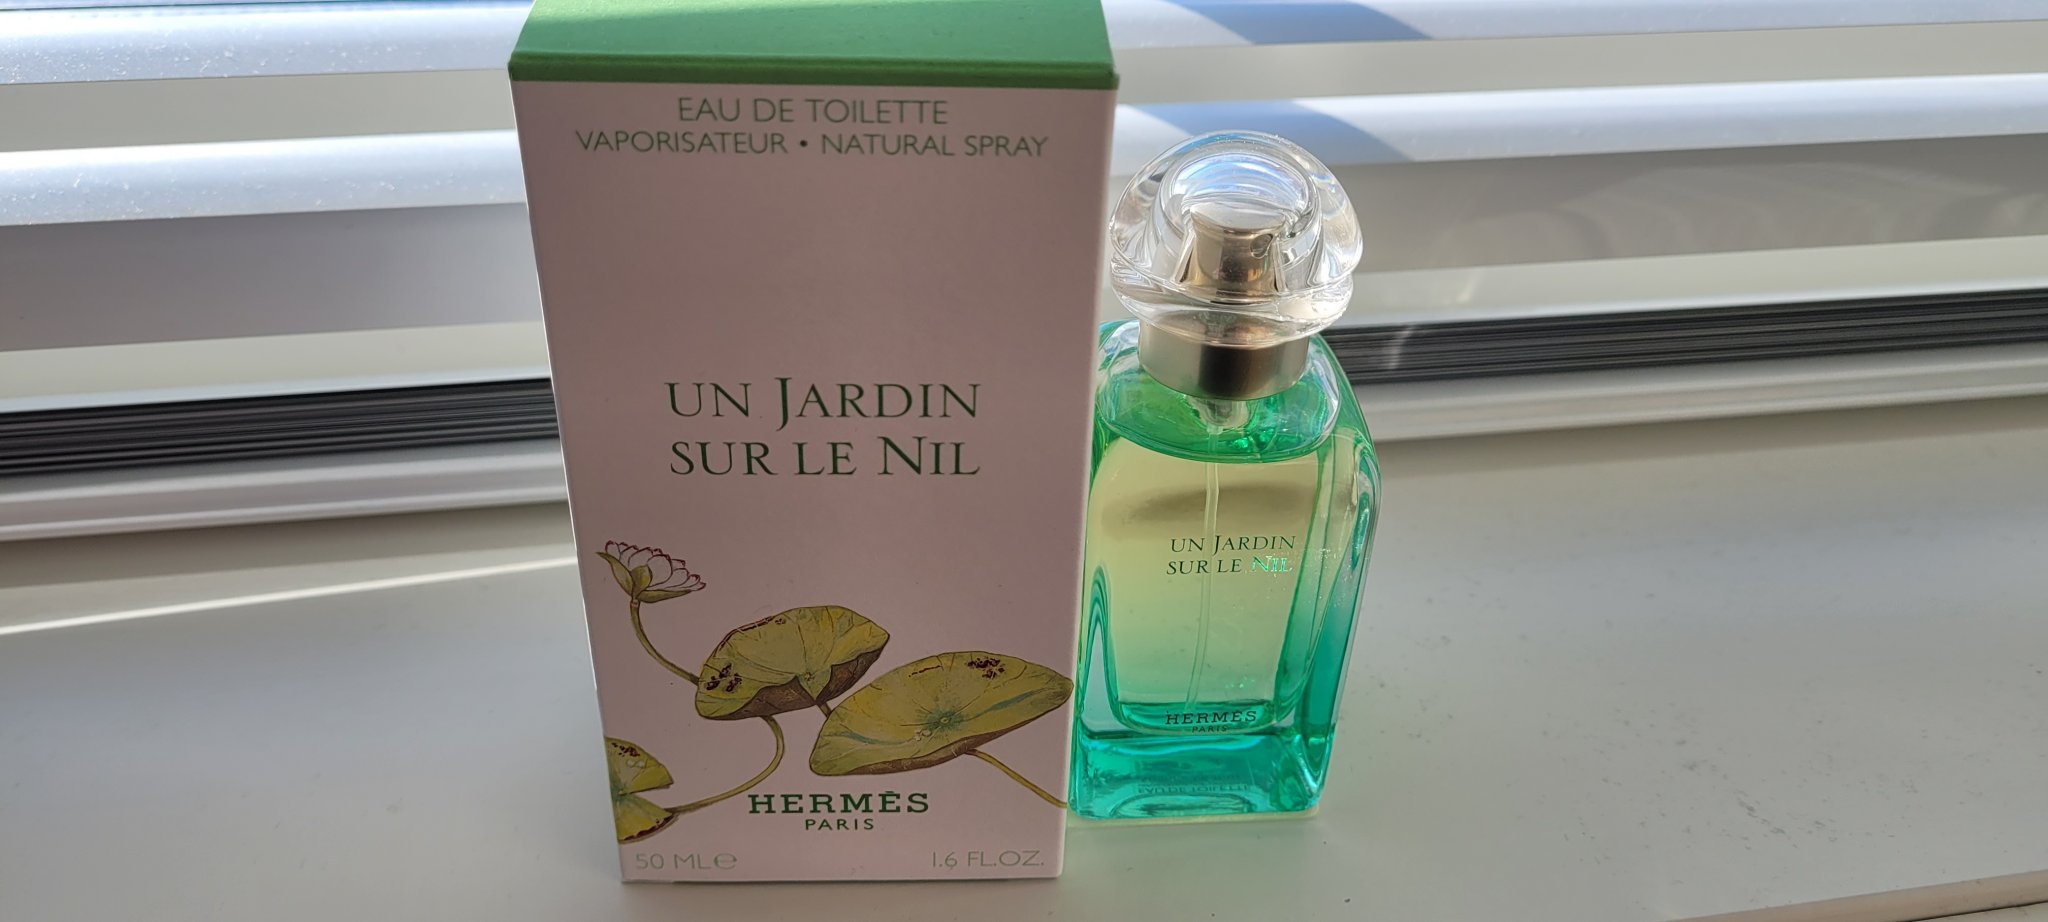 EAU DE TOILETTE
VAPORISATEUR • NATURAL SPRAY
UN JARDIN
SUR LE NIL
HERMÈS
PARIS
50 ML℮
1.6 FL.OZ.
UN JARDIN
SUR LE NIL
HERMÈS
PARIS